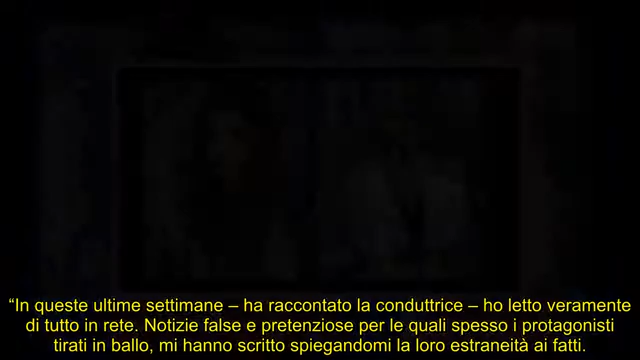 “In queste ultime settimane – ha raccontato la conduttrice – ho letto veramente
di tutto in rete. Notizie false e pretenziose per le quali spesso i protagonisti
tirati in ballo, mi hanno scritto spiegandomi la loro estraneità ai fatti.